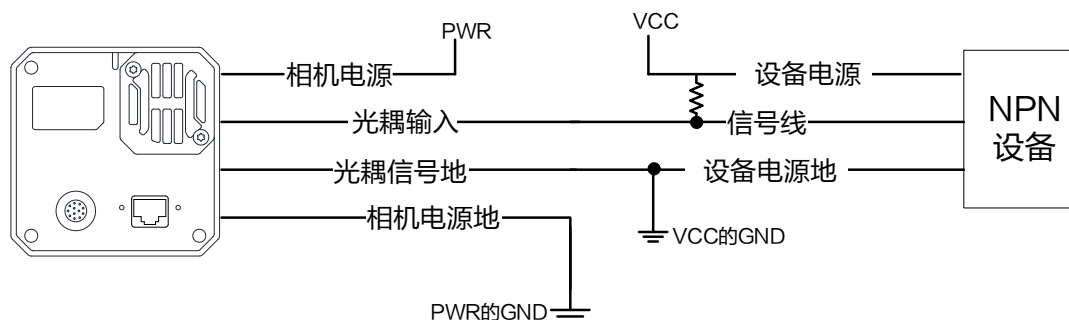 PWR
VCC
相机电源
设备电源
光耦输入
信号线
NPN
设备
光耦信号地
设备电源地
相机电源地
VCC的GND
PWR的GND